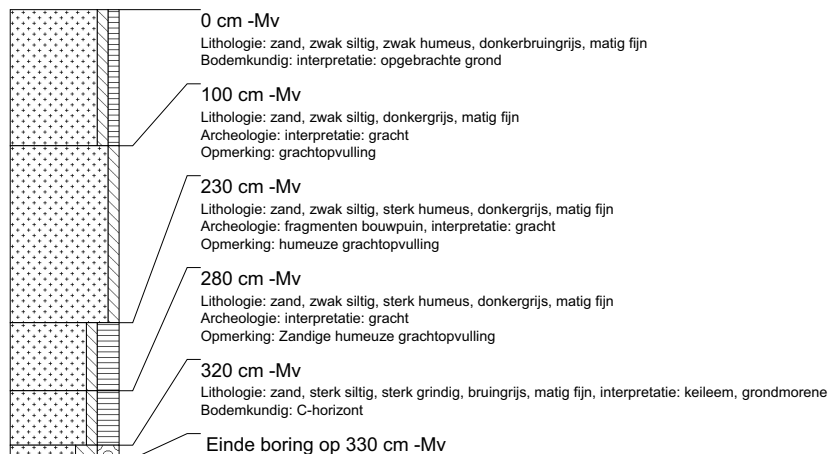 0 cm -Mv
Lithologie: zand, zwak siltig, zwak humeus, donkerbruingrijs, matig fijn
Bodemkundig: interpretatie: opgebrachte grond
100 cm -Mv
Lithologie: zand, zwak siltig, donkergrijs, matig fijn
Archeologie: interpretatie: gracht
Opmerking: grachtopvulling
230 cm -Mv
Lithologie: zand, zwak siltig, sterk humeus, donkergrijs, matig fijn
Archeologie: fragmenten bouwpuin, interpretatie: gracht
Opmerking: humeuze grachtopvulling
280 cm -Mv
Lithologie: zand, zwak siltig, sterk humeus, donkergrijs, matig fijn
Archeologie: interpretatie: gracht
Opmerking: Zandige humeuze grachtopvulling
320 cm -Mv
Lithologie: zand, sterk siltig, sterk grindig, bruingrijs, matig fijn, interpretatie: keileem, grondmorene
Bodemkundig: C-horizont
Einde boring op 330 cm -Mv